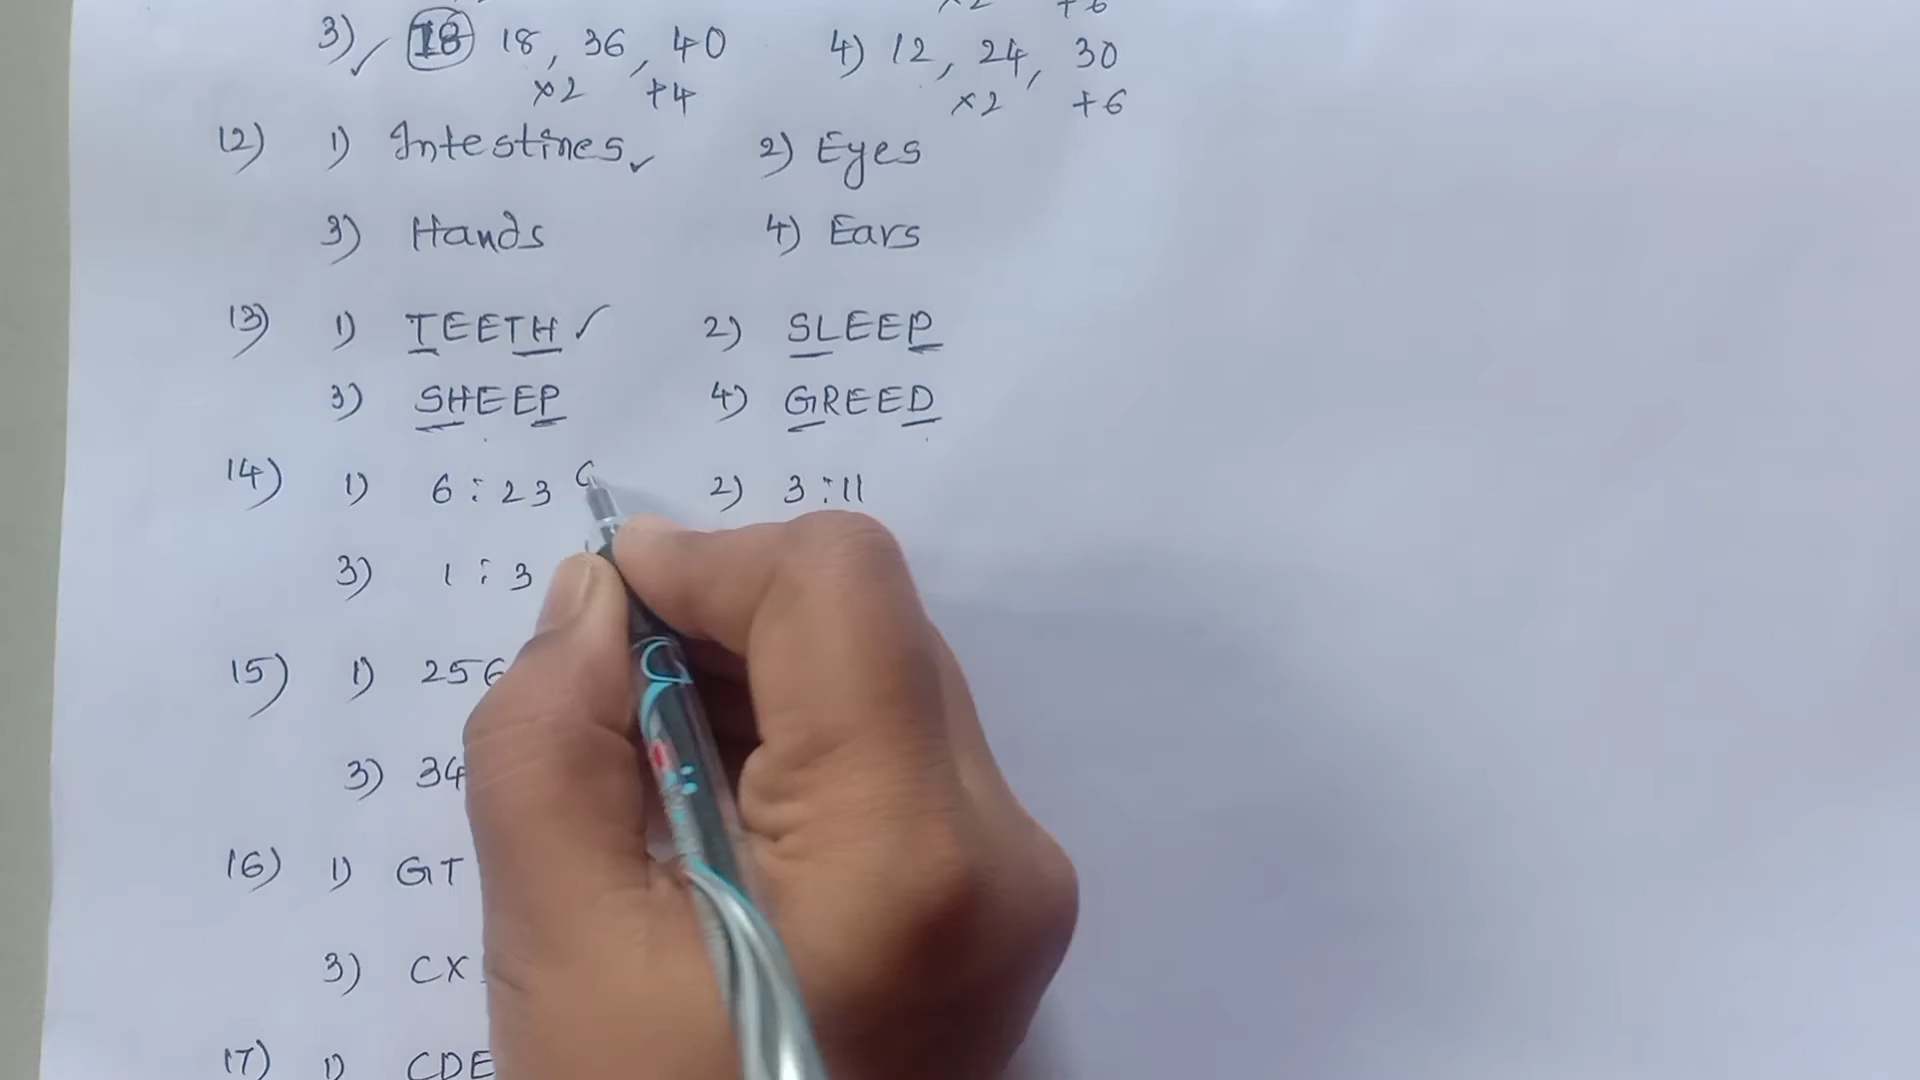 ×2 +6
3) ✓ 18 18, 36, 40 4) 12, 24, 30
×2 +4 ×2 +6
12) 1) Intestines ✓ 2) Eyes
3) Hands 4) Ears
13) 1) TEETH ✓ 2) SLEEP
3) SHEEP 4) GREED
14) 1) 6 : 23 2) 3 : 11
3) 1 : 3
15) 1) 256
3) 34
16) 1) GT
3) CX
17) 1) CDE